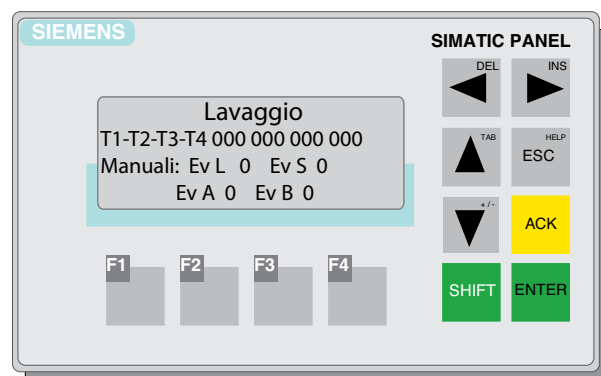 SIEMENS
SIMATIC PANEL
DEL
INS
Lavaggio
T1-T2-T3-T4 000 000 000 000
Manuali: Ev L 0 Ev S 0
Ev A 0 Ev B 0
TAB
HELP
ESC
+ / -
ACK
F1
F2
F3
F4
SHIFT
ENTER